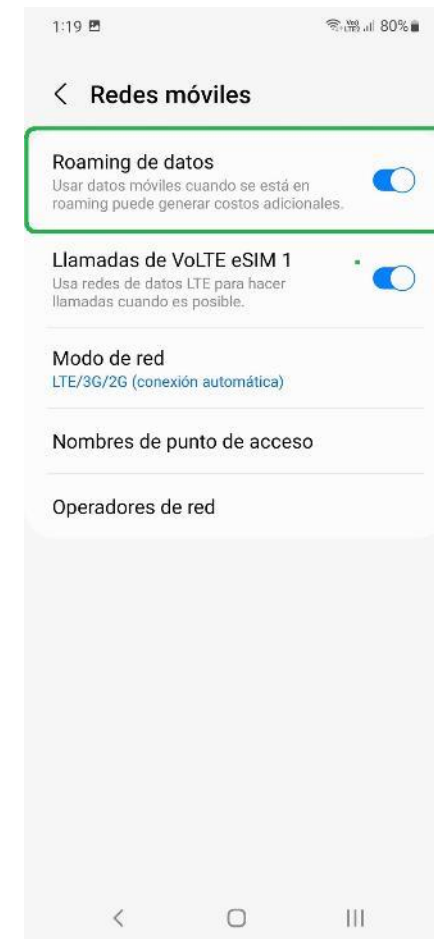 1:19 80%
Redes móviles
Roaming de datos
Usar datos móviles cuando se está en
roaming puede generar costos adicionales.
Llamadas de VoLTE eSIM 1
Usa redes de datos LTE para hacer
llamadas cuando es posible.
Modo de red
LTE/3G/2G (conexión automática)
Nombres de punto de acceso
Operadores de red